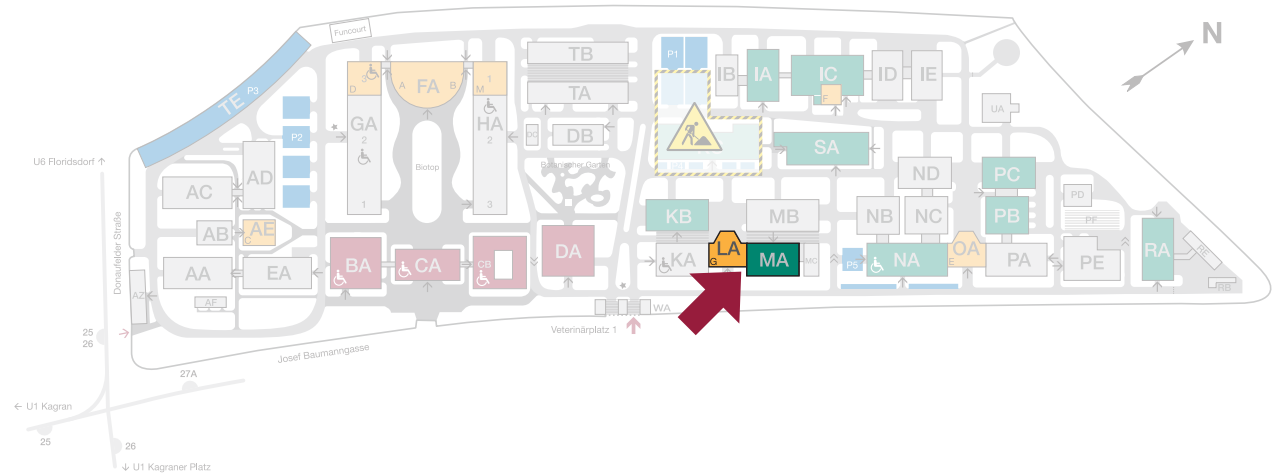 Funcourt
N
TB
P1
IB
IA
IC
ID
IE
TE P3
3
D
A
FA
B
1
M
TA
F
UA
P2
GA
2
Biotop
HA
2
DB
Botanischer Garten
SA
U6 Floridsdorf ↑
AC
AD
ND
PC
PD
1
3
KB
MB
NB
NC
PB
PF
Donaufelder Straße
AB
AE
C
RA
BA
CA
CB
DA
KA
LA
G
MA
MC
P5
NA
OA
E
PA
PE
RE
AA
EA
AZ
AF
RB
WA
Veterinärplatz 1
25
26
Josef Baumanngasse
27A
← U1 Kagran
25
26
↓ U1 Kagraner Platz